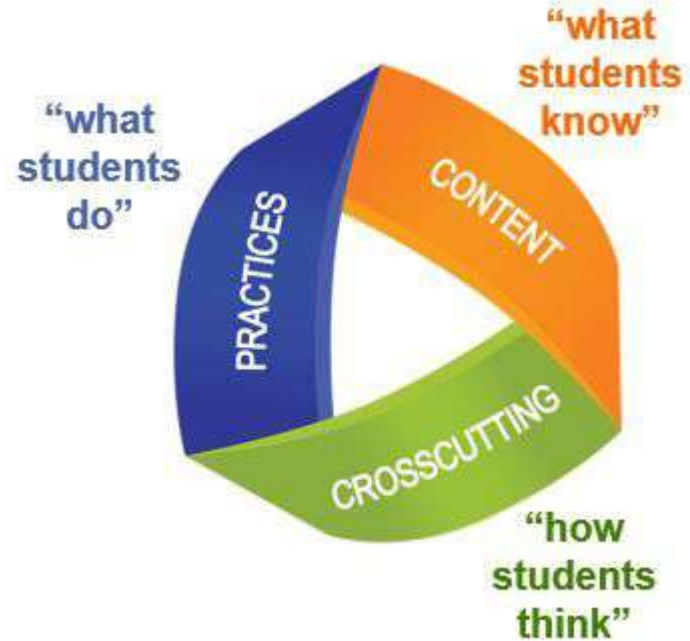 “what
students
know”
“what
students
do”
CONTENT
PRACTICES
CROSSCUTTING
“how
students
think”